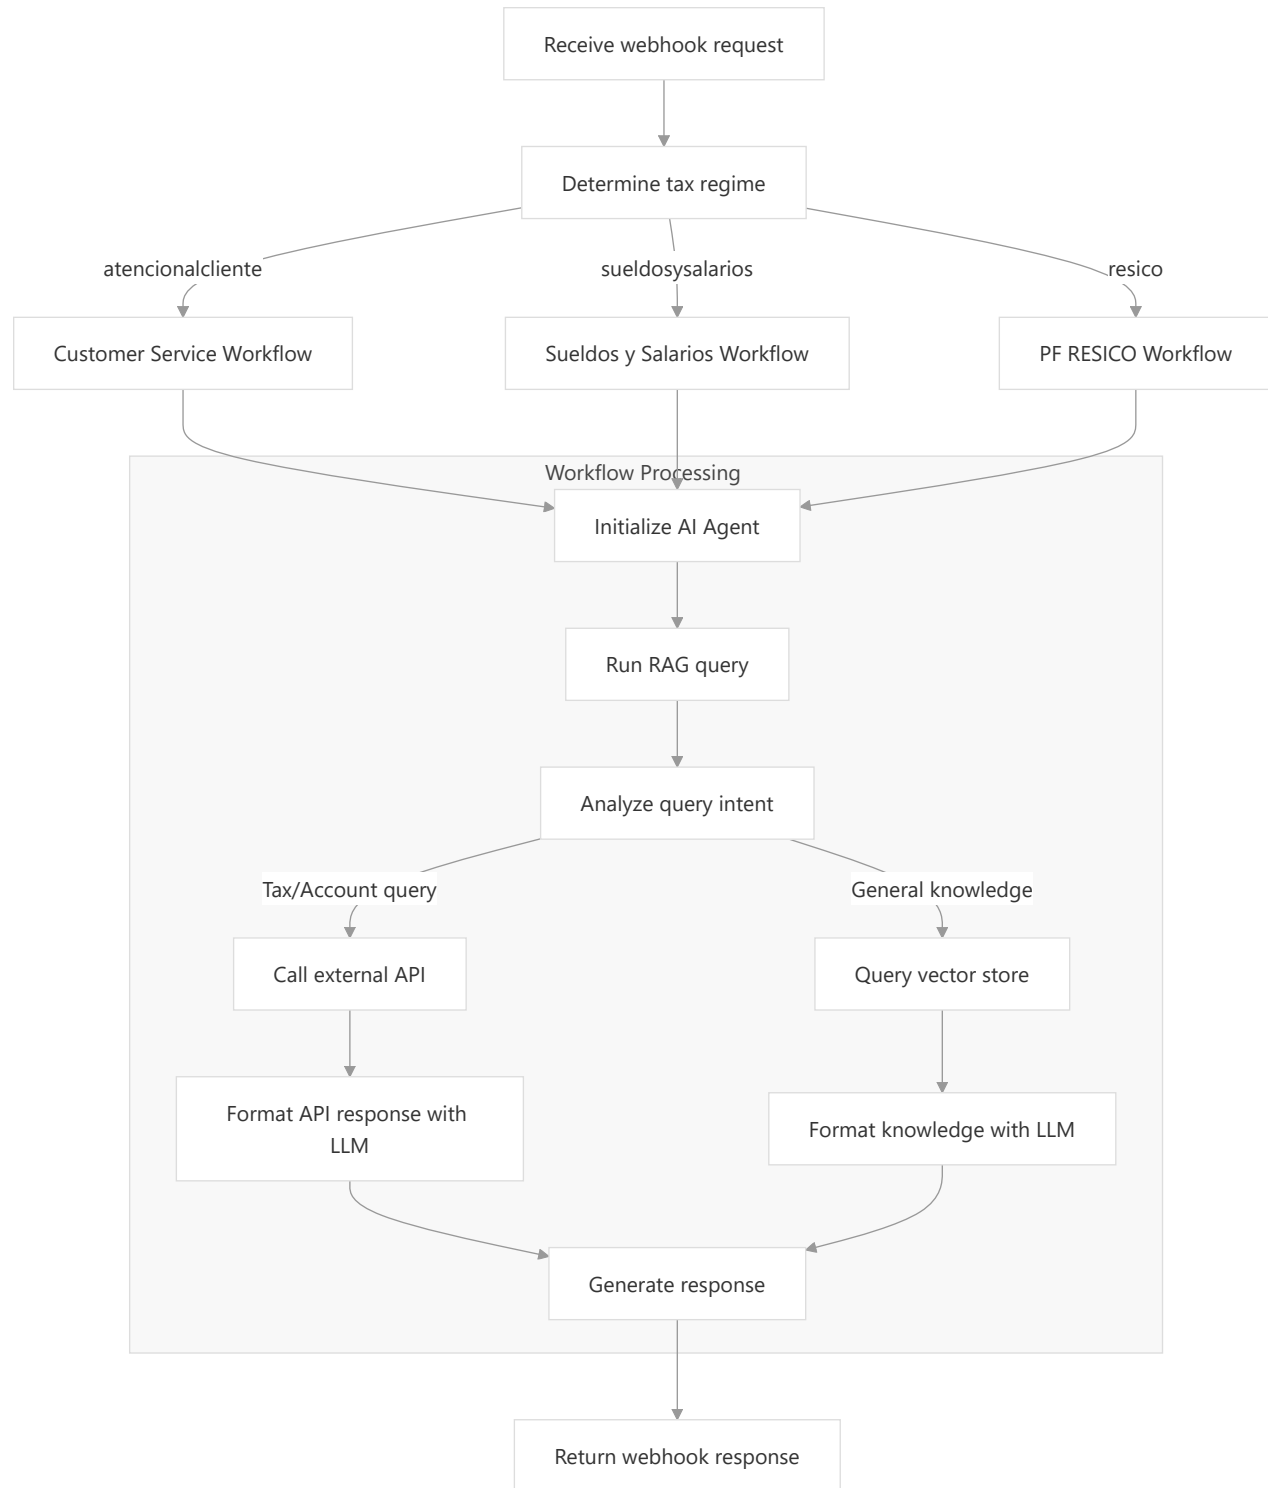 Receive webhook request
Determine tax regime
atencionalcliente
sueldosysalarios
resico
Customer Service Workflow
Sueldos y Salarios Workflow
PF RESICO Workflow
Workflow Processing
Initialize AI Agent
Run RAG query
Analyze query intent
Tax/Account query
General knowledge
Call external API
Query vector store
Format API response with
LLM
Format knowledge with LLM
Generate response
Return webhook response